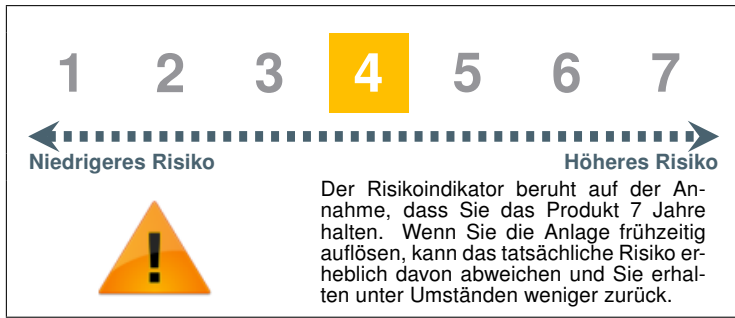 1 2 3 4 5 6 7
Niedrigeres Risiko Höheres Risiko
Der Risikoindikator beruht auf der An-
nahme, dass Sie das Produkt 7 Jahre
halten. Wenn Sie die Anlage frühzeitig
auflösen, kann das tatsächliche Risiko er-
heblich davon abweichen und Sie erhal-
ten unter Umständen weniger zurück.